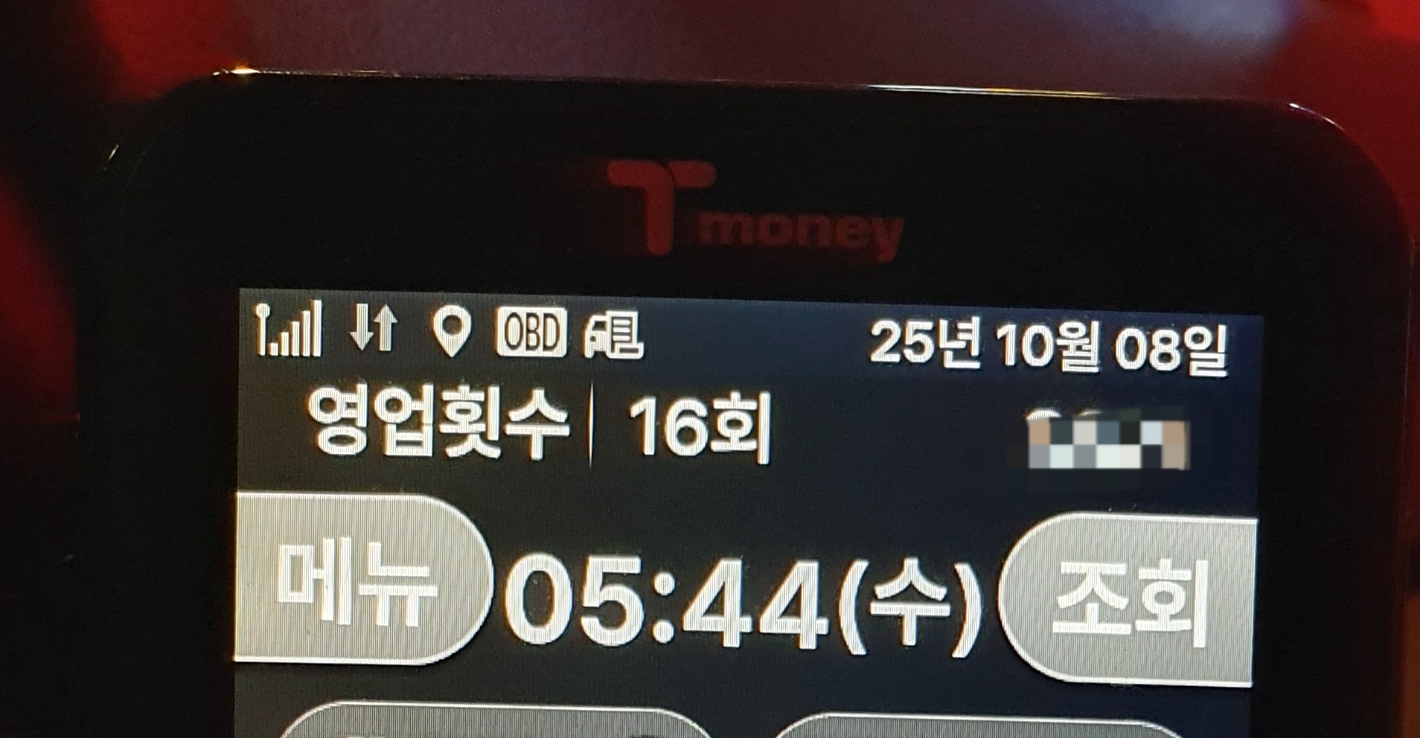 Tmoney
OBD 25년 10월 08일
영업횟수 16회
메뉴 05:44(수) 조회